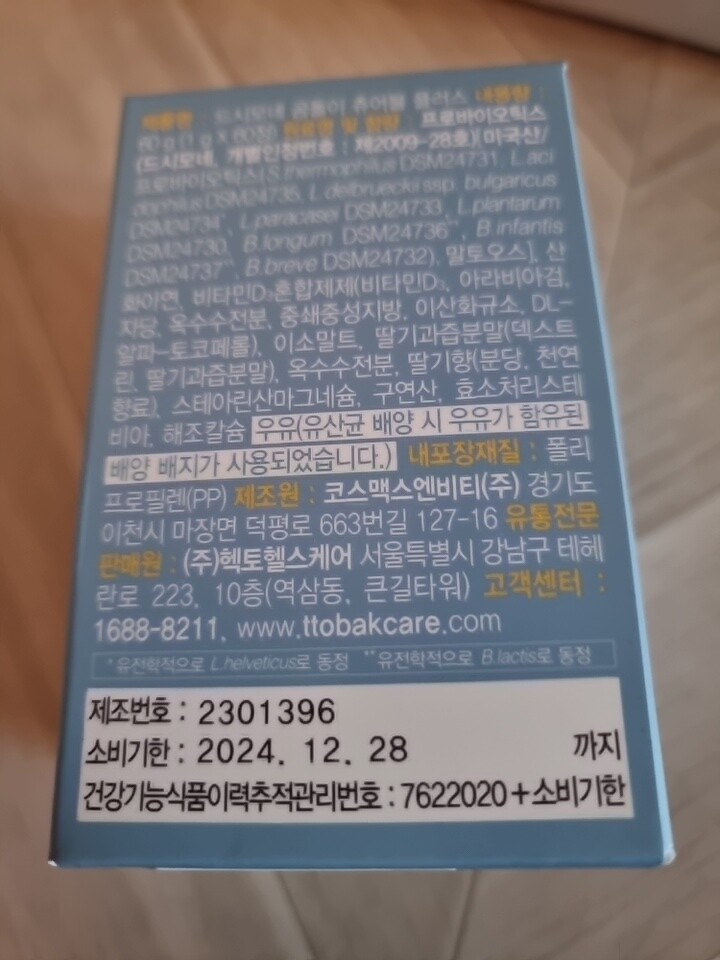 제품명 : 드시모네 곰돌이 츄어블 플러스 내용량 :
60 g (1 g X 60정) 원료명 및 함량 : 프로바이오틱스
(드시모네, 개별인정번호 : 제2009-28호)(미국산/
프로바이오틱스(S.thermophilus DSM24731, L.aci
dophilus DSM24735, L.delbrueckii ssp. bulgaricus
DSM24734*, L.paracasei DSM24733, L.plantarum
DSM24730, B.longum DSM24736**, B.infantis
DSM24737**, B.breve DSM24732), 말토오스], 산
화아연, 비타민D₃혼합제제(비타민D₃, 아라비아검,
자당, 옥수수전분, 중쇄중성지방, 이산화규소, DL-
알파-토코페롤), 이소말트, 딸기과즙분말(덱스트
린, 딸기과즙분말), 옥수수전분, 딸기향(분당, 천연
향료), 스테아린산마그네슘, 구연산, 효소처리스테
비아, 해조칼슘 우유(유산균 배양 시 우유가 함유된
배양 배지가 사용되었습니다.) 내포장재질 : 폴리
프로필렌(PP) 제조원 : 코스맥스엔비티(주) 경기도
이천시 마장면 덕평로 663번길 127-16 유통전문
판매원 : (주)헥토헬스케어 서울특별시 강남구 테헤
란로 223, 10층(역삼동, 큰길타워) 고객센터 :
1688-8211, www.ttobakcare.com
*유전학적으로 L.helveticus로 동정 **유전학적으로 B.lactis로 동정
제조번호 : 2301396
소비기한 : 2024. 12. 28 까지
건강기능식품이력추적관리번호 : 7622020+소비기한